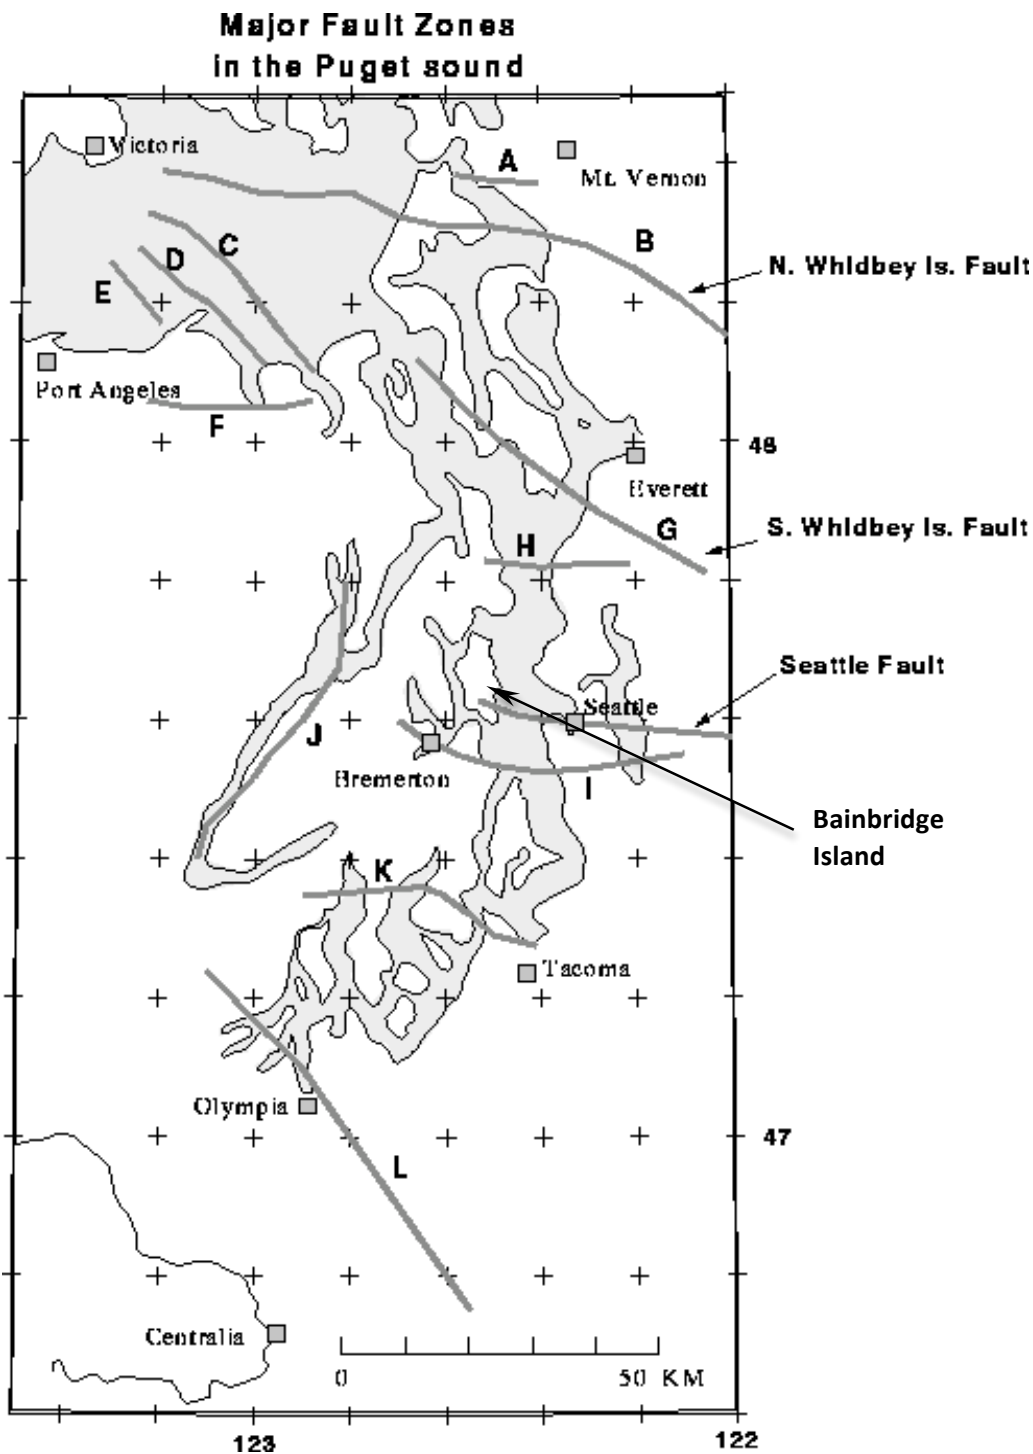 Major Fault Zones
in the Puget sound
Victoria
A
Mt. Vernon
B
C
D
E
N. Whidbey Is. Fault
Port Angeles
F
48
Everett
G
S. Whidbey Is. Fault
H
Seattle Fault
Seattle
J
Bremerton
I
Bainbridge
Island
K
Tacoma
Olympia
47
L
Centralia
0 50 KM
123 122